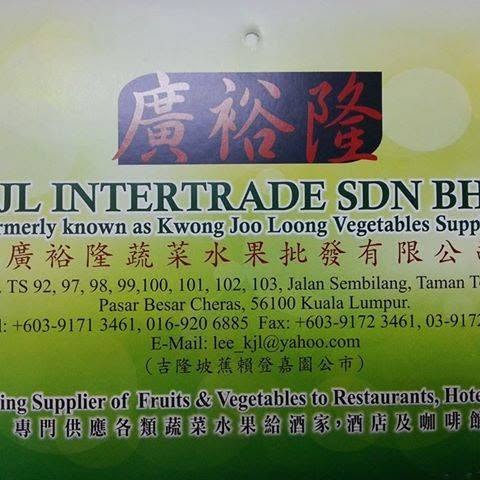 廣裕隆
JL INTERTRADE SDN BH
ormerly known as Kwong Joo Loong Vegetables Supp
廣裕隆蔬菜水果批發有限公司
. TS 92, 97, 98, 99,100, 101, 102, 103, Jalan Sembilang, Taman Te
Pasar Besar Cheras, 56100 Kuala Lumpur.
l: +603-9171 3461, 016-920 6885 Fax: +603-9172 3461, 03-9172
E-Mail: lee_kjl@yahoo.com
(吉隆坡蕉賴登嘉園公市)
ing Supplier of Fruits & Vegetables to Restaurants, Hote
專門供應各類蔬菜水果給酒家,酒店及咖啡館